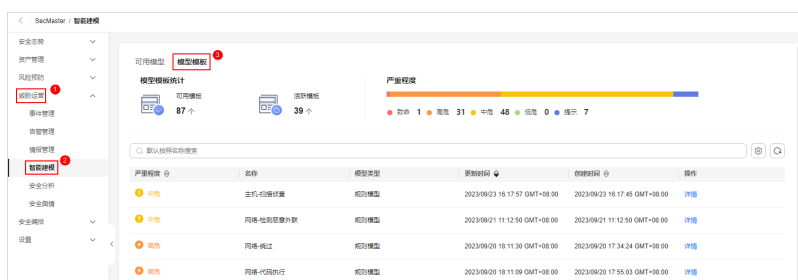 < SecMaster / 智能建模
安全态势
资产管理
风险预防
威胁运营 1
事件管理
告警管理
情报管理
智能建模 2
安全分析
安全舆情
安全编排
设置
可用模型 模型模板 3
模型模板统计
可用模板
87 个
活跃模板
39 个
严重程度
致命 1 高危 31 中危 48 低危 0 提示 7
默认按照名称搜索
严重程度 名称 模型类型 更新时间 创建时间 操作
中危 主机-扫描侦查 规则模型 2023/09/23 16:17:57 GMT+08:00 2023/09/23 16:17:45 GMT+08:00 详情
中危 网络-检测恶意外联 规则模型 2023/09/21 11:12:50 GMT+08:00 2023/09/21 11:12:50 GMT+08:00 详情
高危 网络-绕过 规则模型 2023/09/20 18:11:30 GMT+08:00 2023/09/20 17:34:24 GMT+08:00 详情
高危 网络-代码执行 规则模型 2023/09/20 18:11:09 GMT+08:00 2023/09/20 17:55:03 GMT+08:00 详情